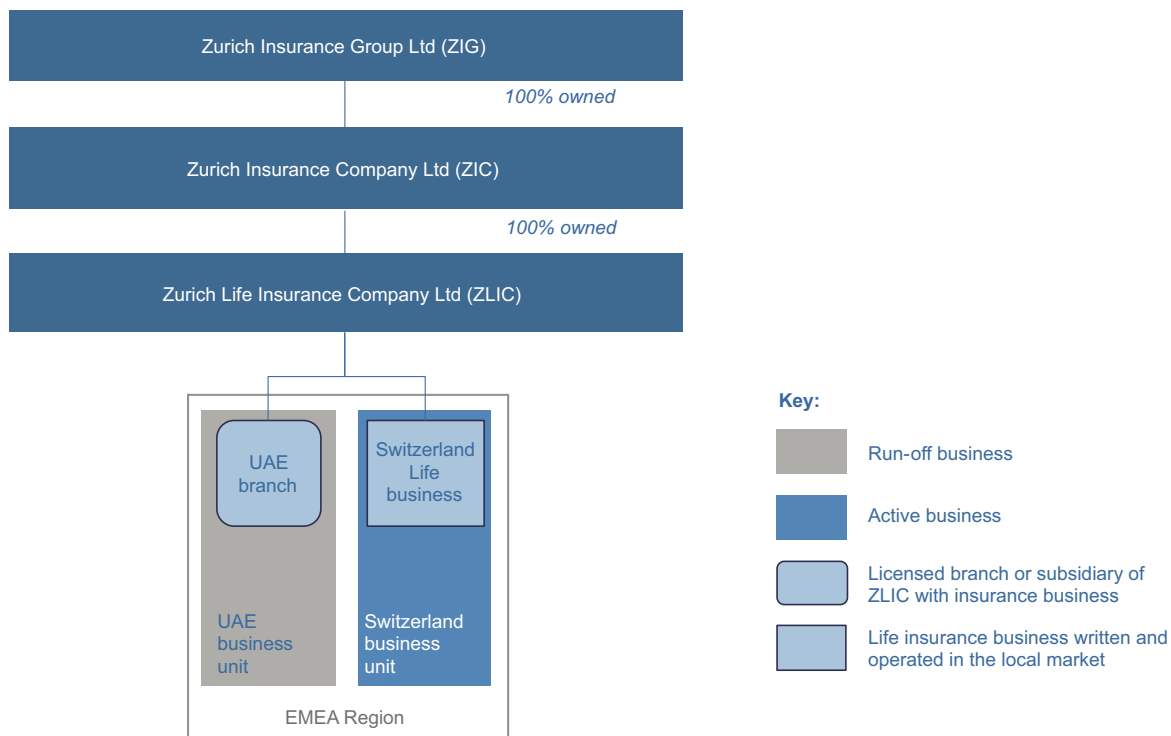 Zurich Insurance Group Ltd (ZIG)
100% owned
Zurich Insurance Company Ltd (ZIC)
100% owned
Zurich Life Insurance Company Ltd (ZLIC)
UAE
branch
Switzerland
Life
business
UAE
business
unit
Switzerland
business
unit
EMEA Region
Key:
Run-off business
Active business
Licensed branch or subsidiary of
ZLIC with insurance business
Life insurance business written and
operated in the local market